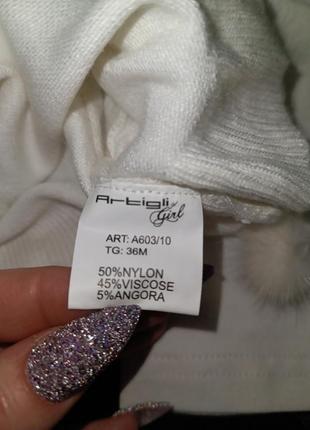 Artigli
Girl
ART: A603/10
TG: 36M
50%NYLON
45%VISCOSE
5%ANGORA